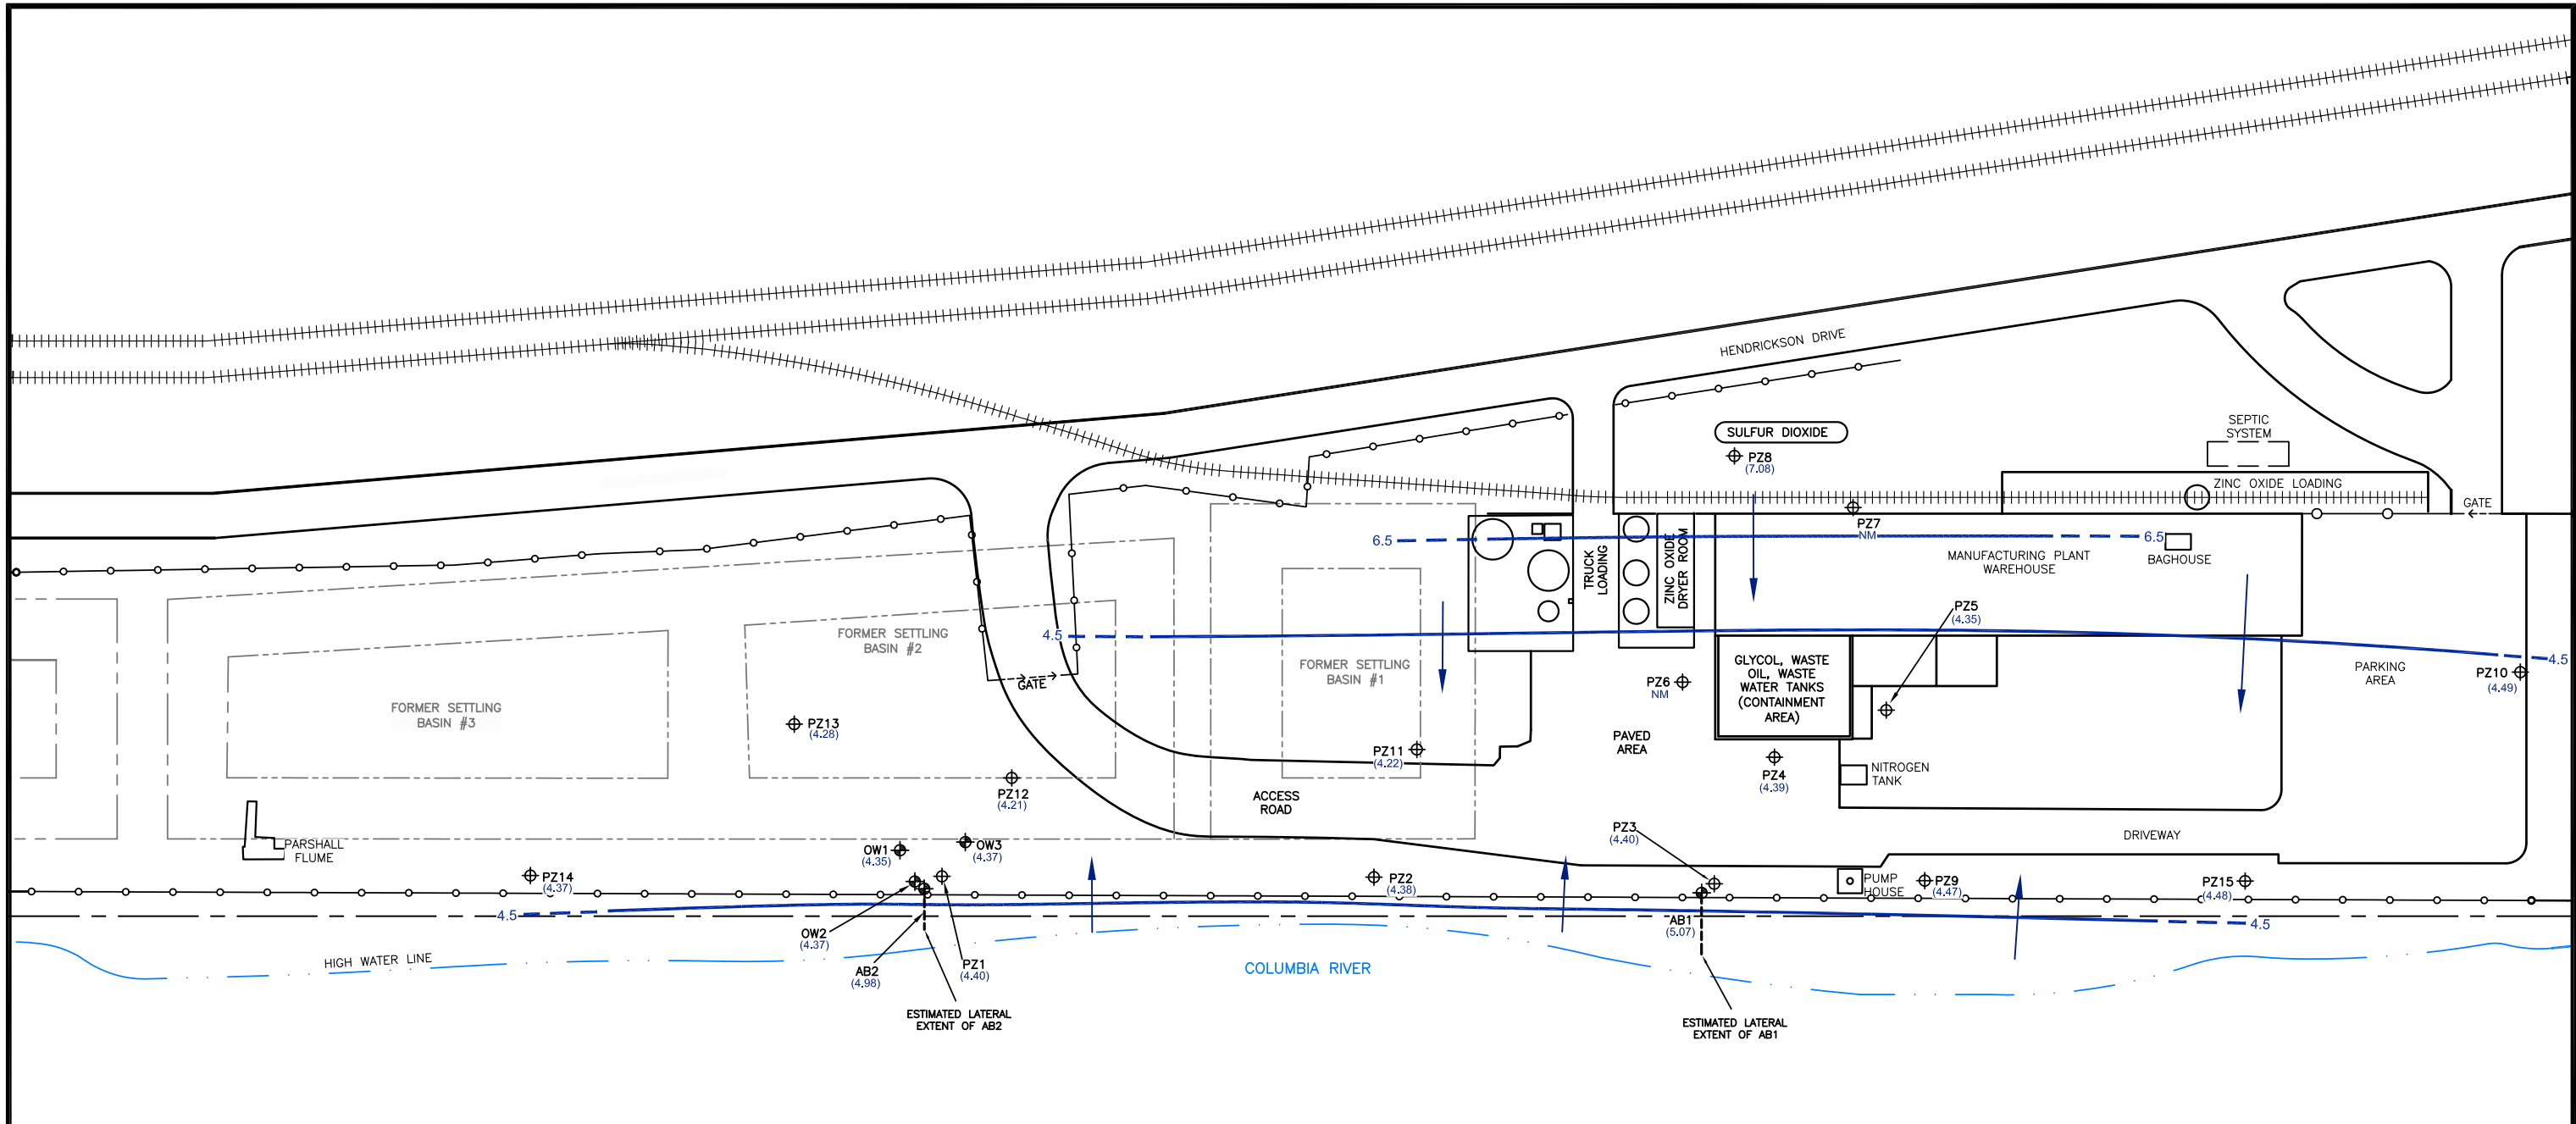 HENDRICKSON DRIVE
SULFUR DIOXIDE
PZ8
(7.08)
SEPTIC
SYSTEM
ZINC OXIDE LOADING
GATE
PZ7
NM
6.5
6.5
TRUCK
LOADING
ZINC OXIDE
DRYER ROOM
MANUFACTURING PLANT
WAREHOUSE
BAGHOUSE
PZ5
(4.35)
4.5
4.5
FORMER SETTLING
BASIN #2
FORMER SETTLING
BASIN #1
FORMER SETTLING
BASIN #3
GATE
GLYCOL, WASTE
OIL, WASTE
WATER TANKS
(CONTAINMENT
AREA)
PZ6
NM
PARKING
AREA
PZ10
(4.49)
PZ13
(4.28)
PZ11
(4.22)
PAVED
AREA
PZ4
(4.39)
NITROGEN
TANK
PZ12
(4.21)
ACCESS
ROAD
PZ3
(4.40)
DRIVEWAY
PARSHALL
FLUME
OW1
(4.35)
OW3
(4.37)
PZ14
(4.37)
PZ2
(4.38)
PUMP
HOUSE
PZ9
(4.47)
PZ15
(4.48)
4.5
4.5
AB1
(5.07)
OW2
(4.37)
HIGH WATER LINE
AB2
(4.98)
PZ1
(4.40)
COLUMBIA RIVER
ESTIMATED LATERAL
EXTENT OF AB2
ESTIMATED LATERAL
EXTENT OF AB1